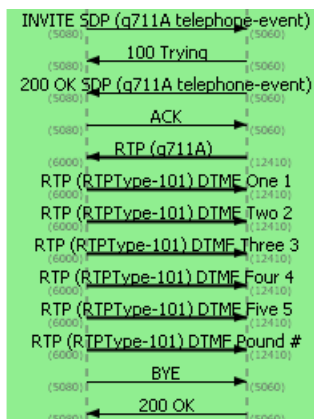 INVITE SDP (g711A telephone-event)
(5080) (5060)
100 Trying
(5080) (5060)
200 OK SDP (g711A telephone-event)
(5080) (5060)
ACK
(5080) (5060)
RTP (g711A)
(6000) (12410)
RTP (RTPType-101) DTMF One 1
(6000) (12410)
RTP (RTPType-101) DTMF Two 2
(6000) (12410)
RTP (RTPType-101) DTMF Three 3
(6000) (12410)
RTP (RTPType-101) DTMF Four 4
(6000) (12410)
RTP (RTPType-101) DTMF Five 5
(6000) (12410)
RTP (RTPType-101) DTMF Pound #
(6000) (12410)
BYE
(5080) (5060)
200 OK
(5080) (5060)